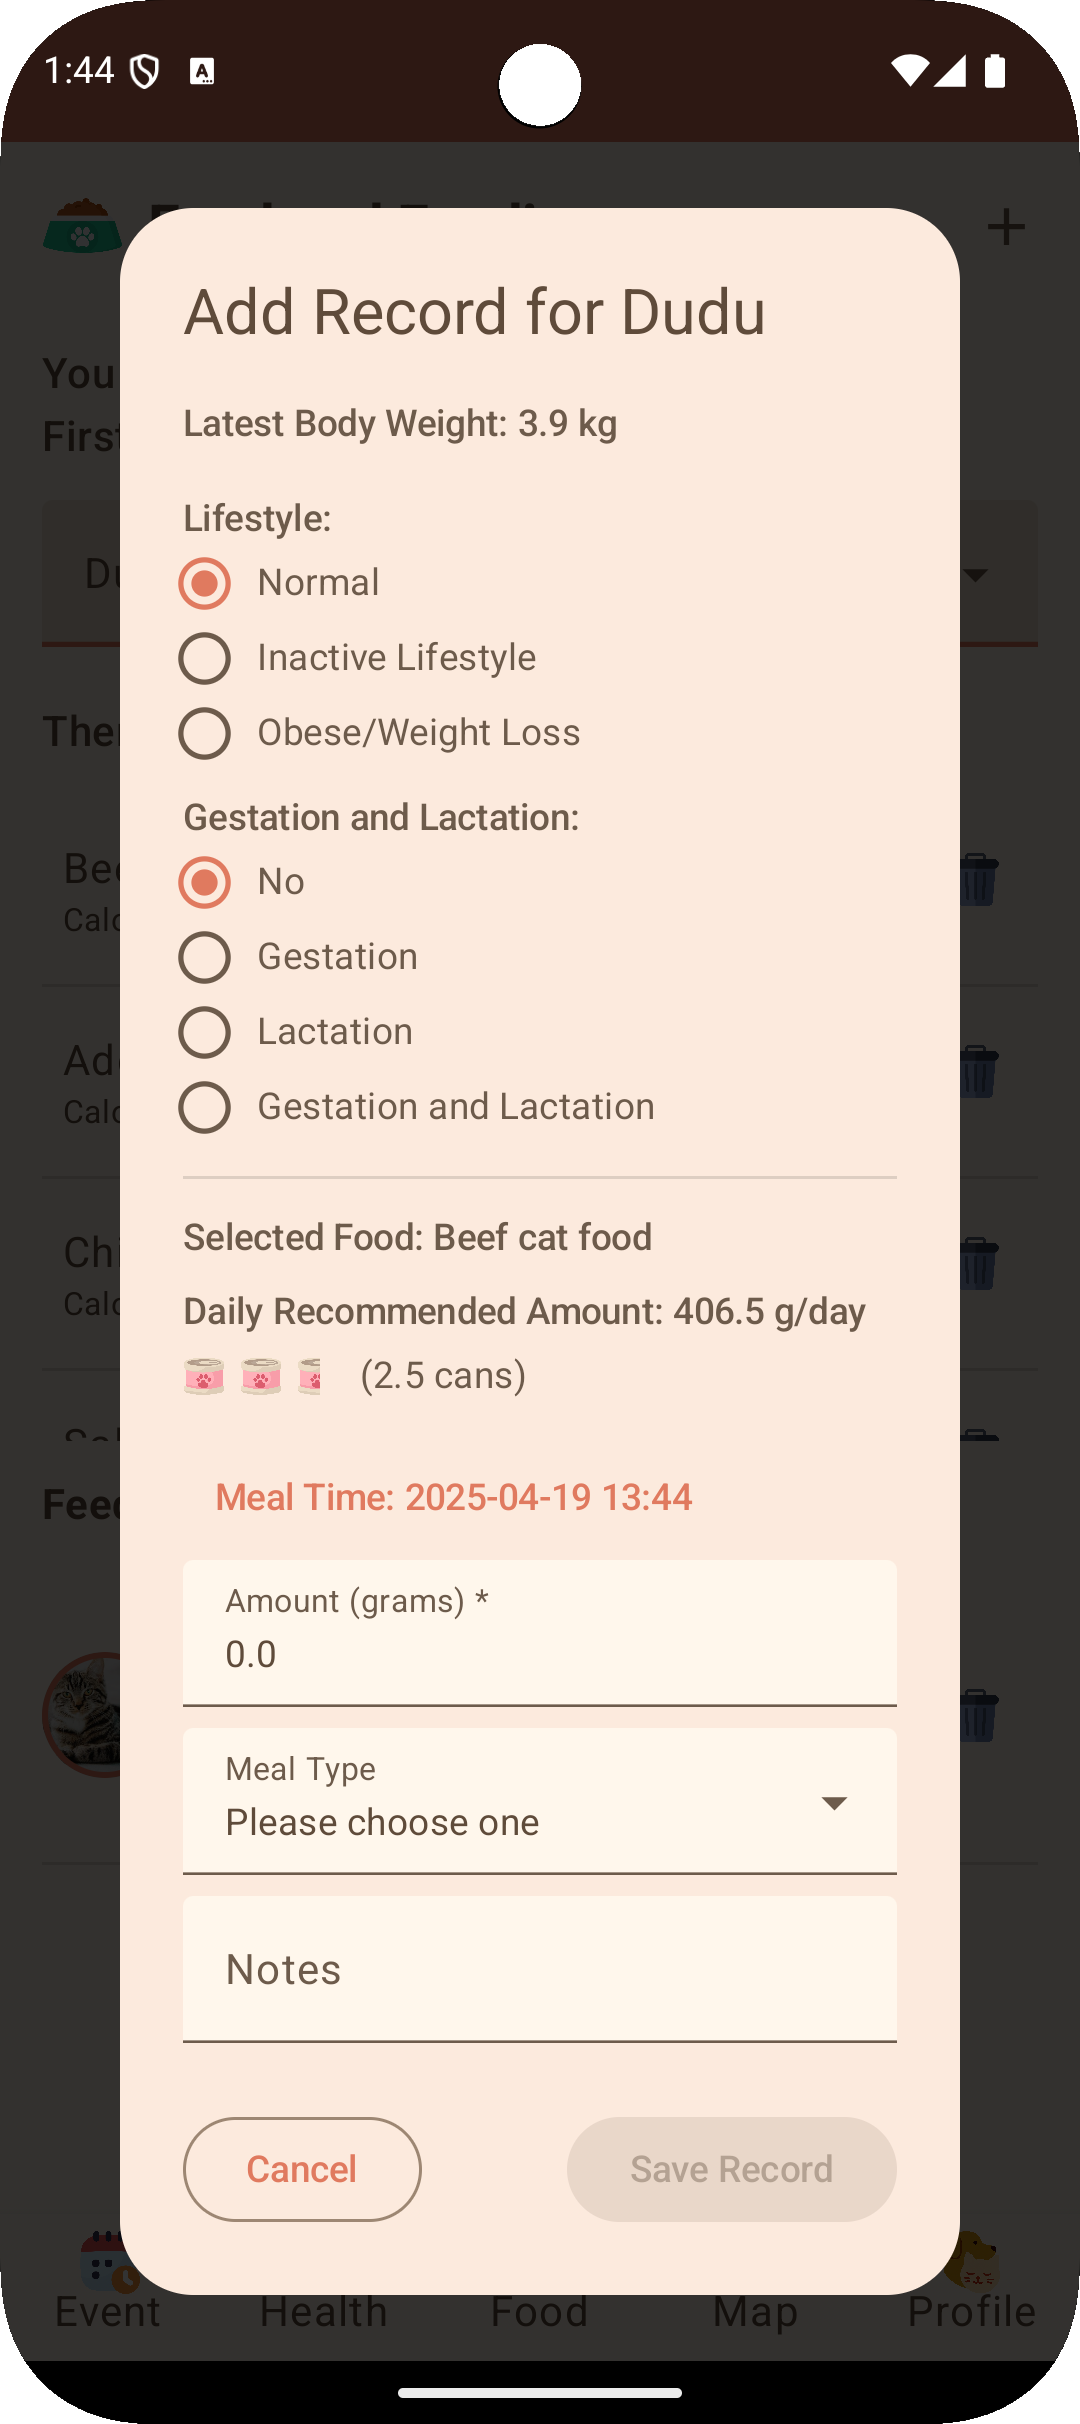 1:44
Add Record for Dudu
Latest Body Weight: 3.9 kg
Lifestyle:
Normal
Inactive Lifestyle
Obese/Weight Loss
Gestation and Lactation:
No
Gestation
Lactation
Gestation and Lactation
Selected Food: Beef cat food
Daily Recommended Amount: 406.5 g/day
(2.5 cans)
Meal Time: 2025-04-19 13:44
Amount (grams) *
0.0
Meal Type
Please choose one
Notes
Cancel
Save Record
Event
Health
Food
Map
Profile